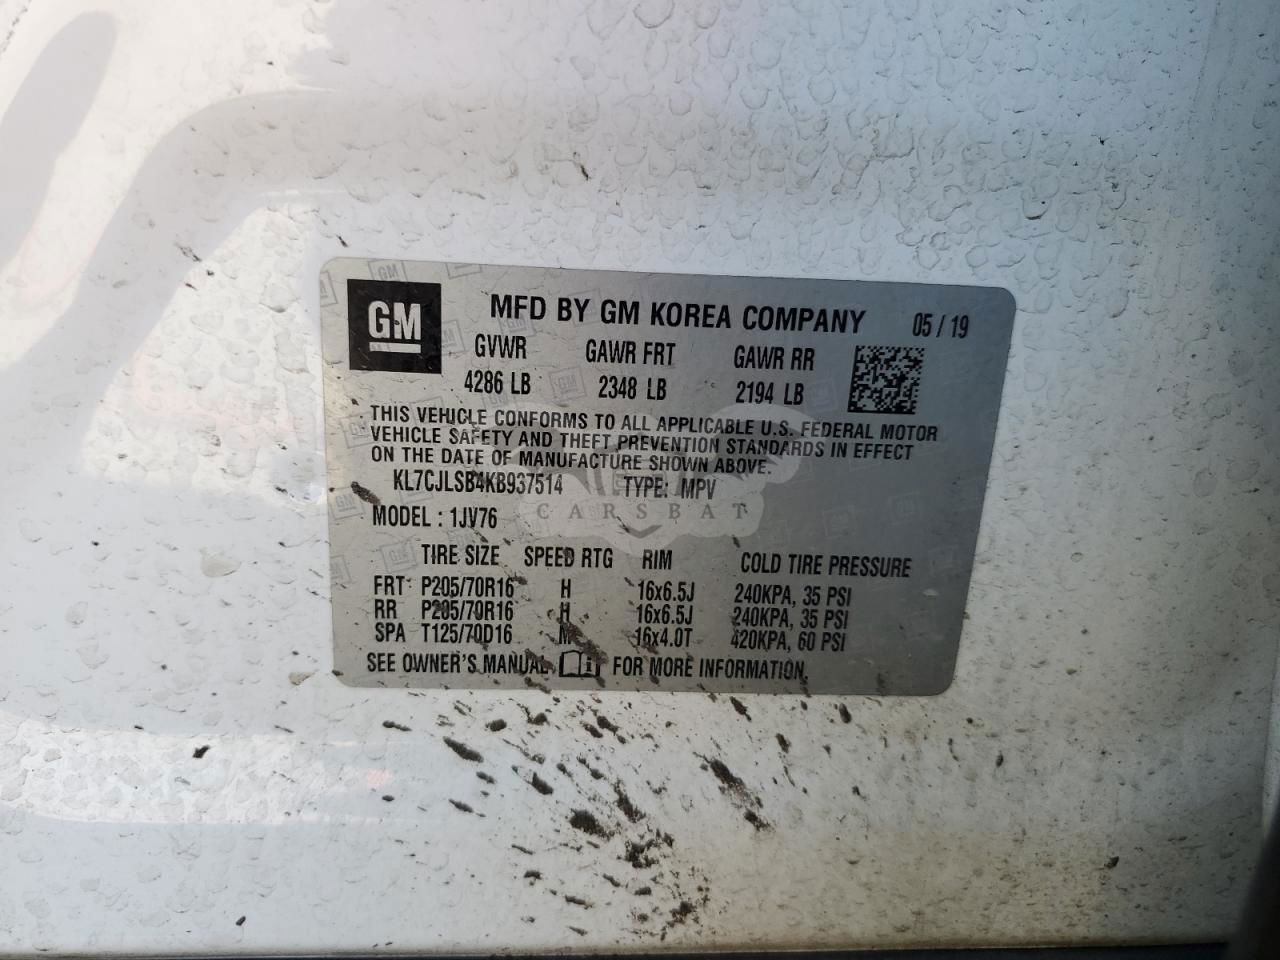 GM
MFD BY GM KOREA COMPANY 05 / 19
GVWR GAWR FRT GAWR RR
4286 LB 2348 LB 2194 LB
THIS VEHICLE CONFORMS TO ALL APPLICABLE U.S. FEDERAL MOTOR
VEHICLE SAFETY AND THEFT PREVENTION STANDARDS IN EFFECT
ON THE DATE OF MANUFACTURE SHOWN ABOVE.
KL7CJLSB4KB937514 TYPE: MPV
CARSBAT
MODEL : 1JV76
TIRE SIZE SPEED RTG RIM COLD TIRE PRESSURE
FRT P205/70R16 H 16x6.5J 240KPA, 35 PSI
RR P205/70R16 H 16x6.5J 240KPA, 35 PSI
SPA T125/70D16 M 16x4.0T 420KPA, 60 PSI
SEE OWNER'S MANUAL FOR MORE INFORMATION.